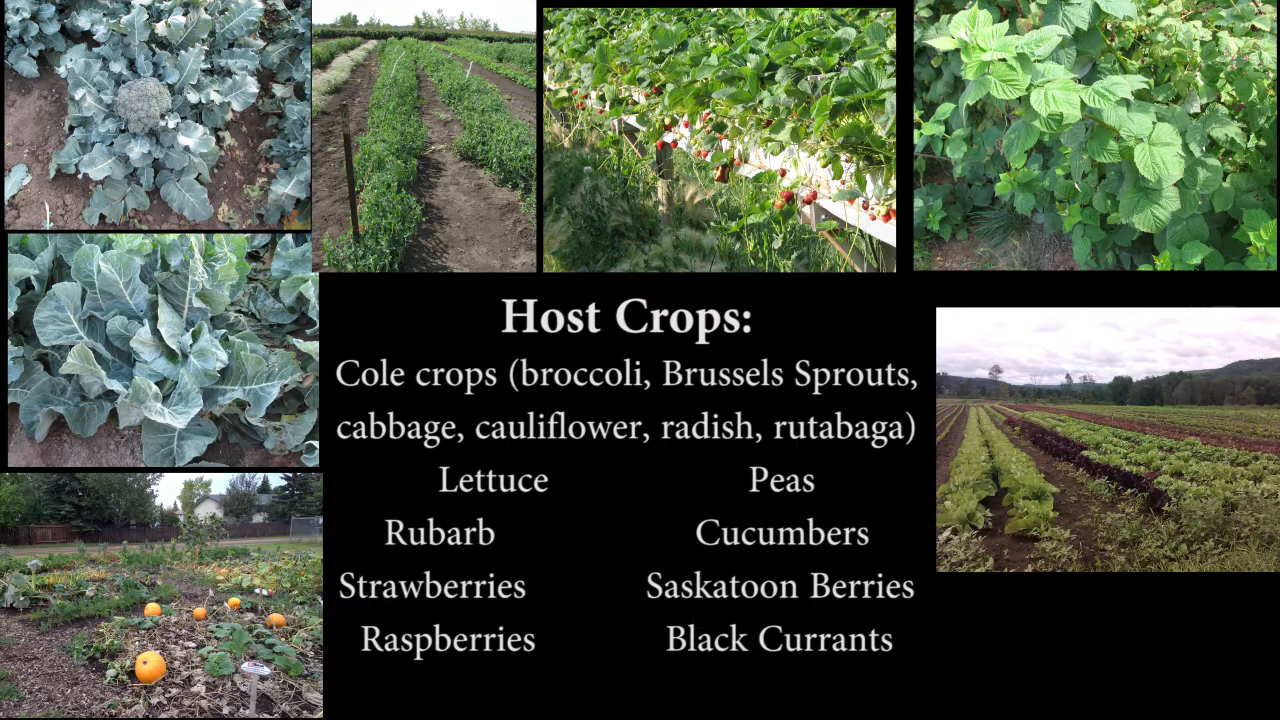 Host Crops:
Cole crops (broccoli, Brussels Sprouts,
cabbage, cauliflower, radish, rutabaga)
Lettuce Peas
Rubarb Cucumbers
Strawberries Saskatoon Berries
Raspberries Black Currants